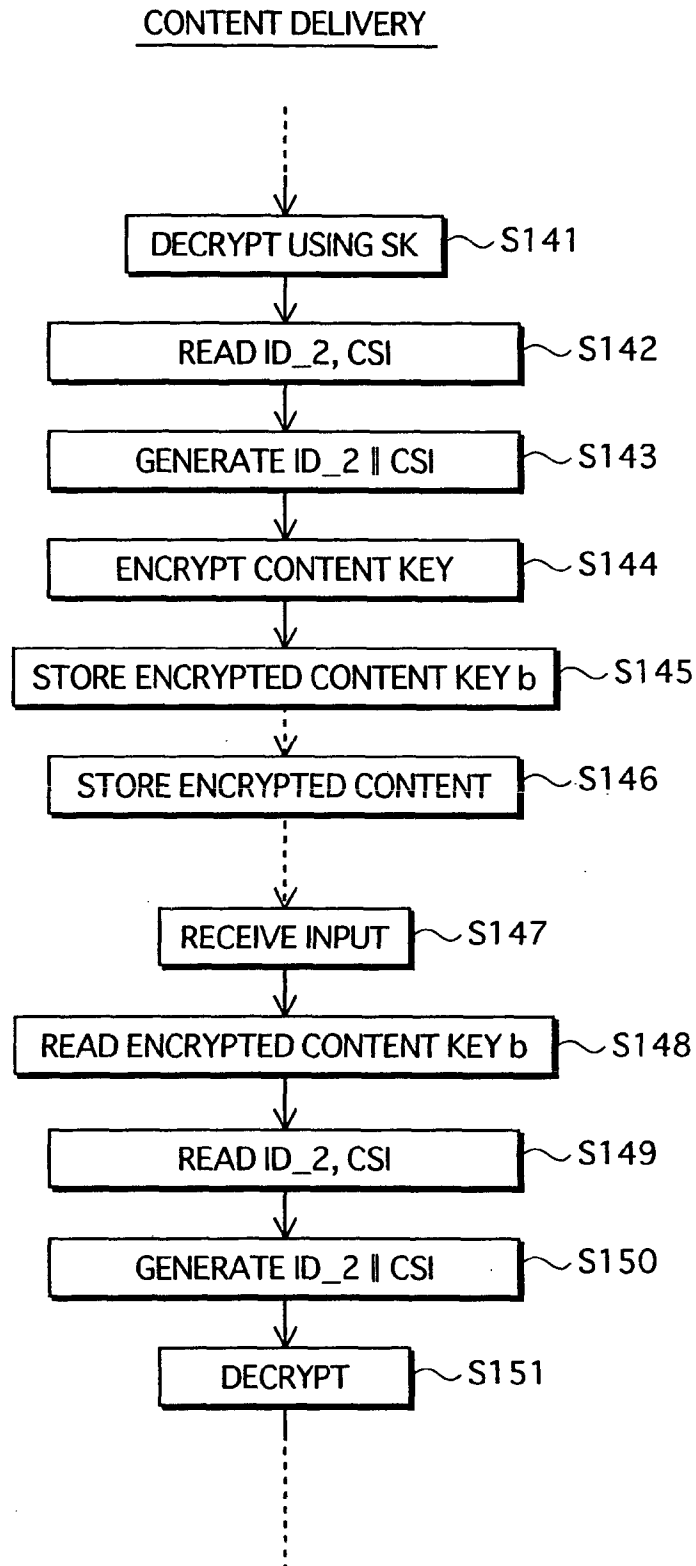 CONTENT DELIVERY
DECRYPT USING SK S141
READ ID_2, CSI S142
GENERATE ID_2 || CSI S143
ENCRYPT CONTENT KEY S144
STORE ENCRYPTED CONTENT KEY b S145
STORE ENCRYPTED CONTENT S146
RECEIVE INPUT S147
READ ENCRYPTED CONTENT KEY b S148
READ ID_2, CSI S149
GENERATE ID_2 || CSI S150
DECRYPT S151